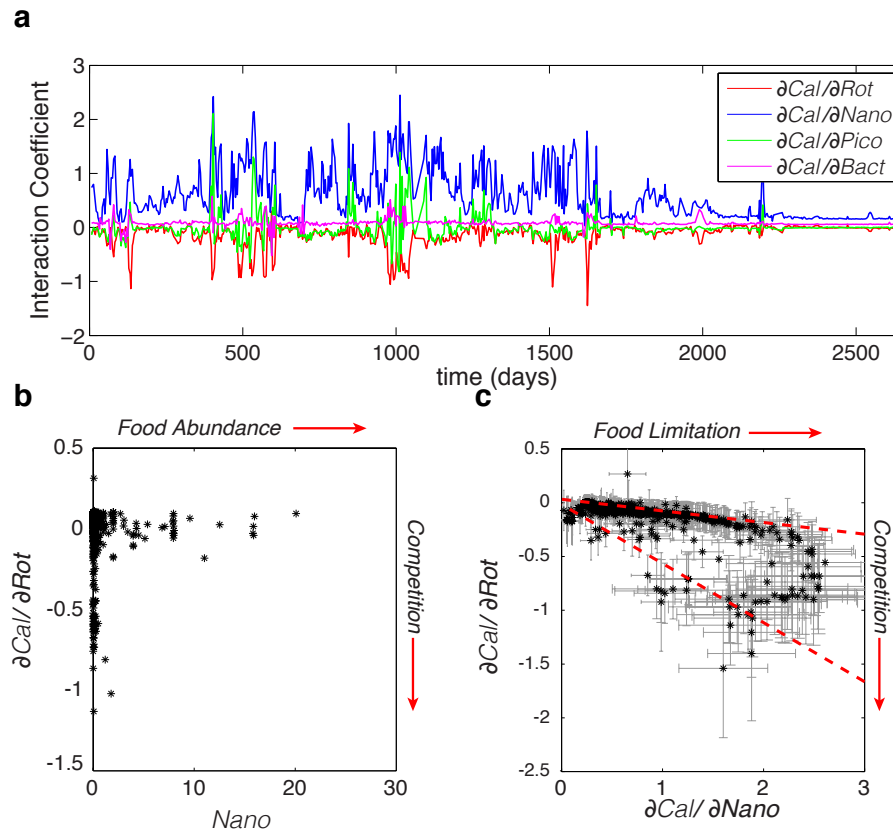 a
Interaction Coefficient
3
2
1
0
-1
-2
0
500
1000
1500
2000
2500
time (days)
∂Cal/∂Rot
∂Cal/∂Nano
∂Cal/∂Pico
∂Cal/∂Bact
b
Food Abundance
∂Cal/ ∂Rot
0.5
0
-0.5
-1
-1.5
0
10
20
30
Nano
Competition
c
Food Limitation
∂Cal/ ∂Rot
0.5
0
-0.5
-1
-1.5
-2
-2.5
0
1
2
3
∂Cal/ ∂Nano
Competition